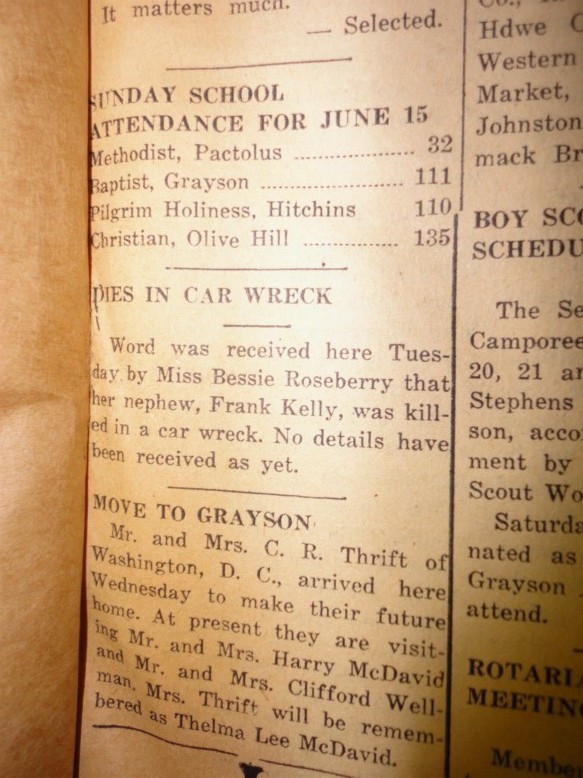 It matters much.
— Selected.
SUNDAY SCHOOL
ATTENDANCE FOR JUNE 15
Methodist, Pactolus ........................ 32
Baptist, Grayson ............................ 111
Pilgrim Holiness, Hitchins 110
Christian, Olive Hill .................. 135
DIES IN CAR WRECK
Word was received here Tues-
day by Miss Bessie Roseberry that
her nephew, Frank Kelly, was kill-
ed in a car wreck. No details have
been received as yet.
MOVE TO GRAYSON
Mr. and Mrs. C. R. Thrift of
Washington, D. C., arrived here
Wednesday to make their future
home. At present they are visit-
ing Mr. and Mrs. Harry McDavid
and Mr. and Mrs. Clifford Well-
man. Mrs. Thrift will be remem-
bered as Thelma Lee McDavid.
Co.,
Hdwe C
Western
Market,
Johnston
mack Br
BOY SCO
SCHEDU
The Se
Camporee
20, 21 an
Stephens
son, acco
ment by
Scout Wo
Saturda
nated as
Grayson
attend.
ROTARIA
MEETING
Membe